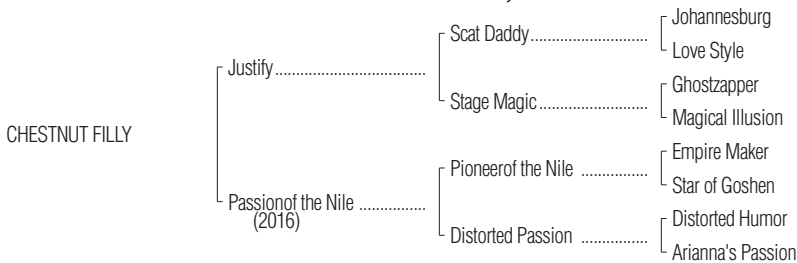 Johannesburg
Scat Daddy..............................
Love Style
Justify.....................................
Ghostzapper
Stage Magic...........................
Magical Illusion
CHESTNUT FILLY
Empire Maker
Pioneerof the Nile .................
Star of Goshen
Passionof the Nile .................
(2016)
Distorted Humor
Distorted Passion .................
Arianna's Passion